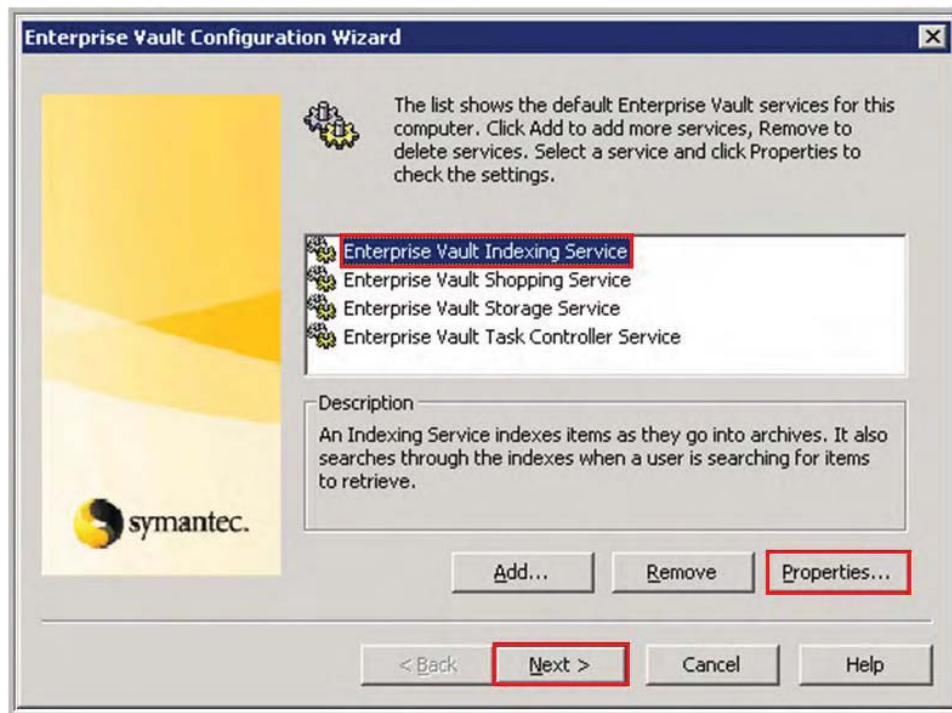 Enterprise Vault Configuration Wizard
The list shows the default Enterprise Vault services for this
computer. Click Add to add more services, Remove to
delete services. Select a service and click Properties to
check the settings.
Enterprise Vault Indexing Service
Enterprise Vault Shopping Service
Enterprise Vault Storage Service
Enterprise Vault Task Controller Service
Description
An Indexing Service indexes items as they go into archives. It also
searches through the indexes when a user is searching for items
to retrieve.
symantec.
Add... Remove Properties...
< Back Next > Cancel Help